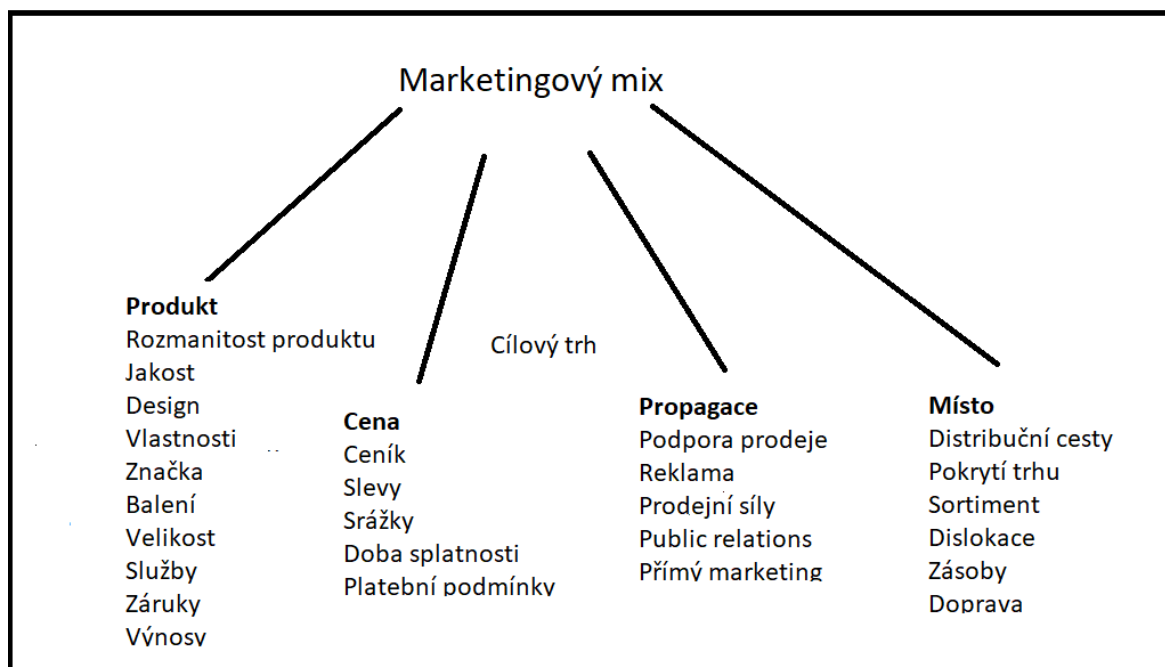 Marketingový mix
Produkt
Rozmanitost produktu
Jakost
Design
Vlastnosti
Značka
Balení
Velikost
Služby
Záruky
Výnosy
Cílový trh
Cena
Ceník
Slevy
Srážky
Doba splatnosti
Platební podmínky
Propagace
Podpora prodeje
Reklama
Prodejní síly
Public relations
Přímý marketing
Místo
Distribuční cesty
Pokrytí trhu
Sortiment
Dislokace
Zásoby
Doprava